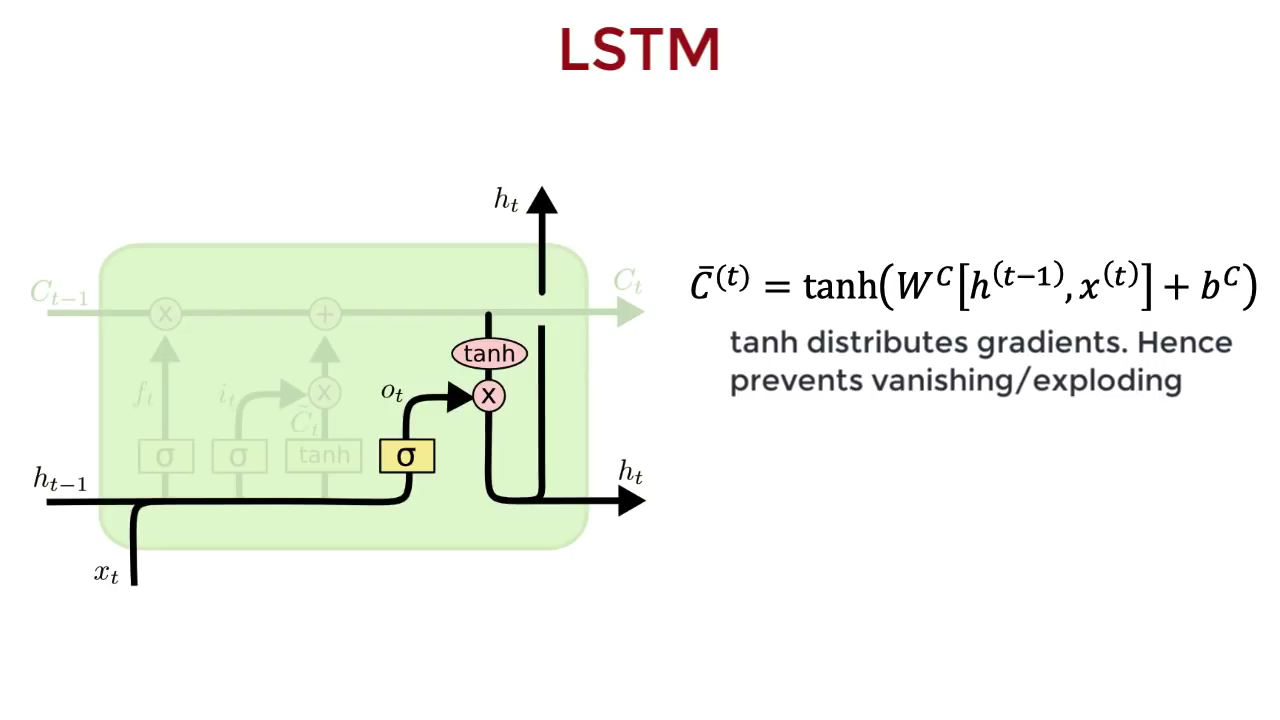 LSTM
h_t
C_{t-1}
C_t
x
+
tanh
f_t
i_t
x
o_t
x
C̃_t
σ
σ
tanh
σ
h_{t-1}
h_t
x_t
C̄^{(t)} = tanh(W^C[h^{(t-1)}, x^{(t)}] + b^C)
tanh distributes gradients. Hence
prevents vanishing/exploding